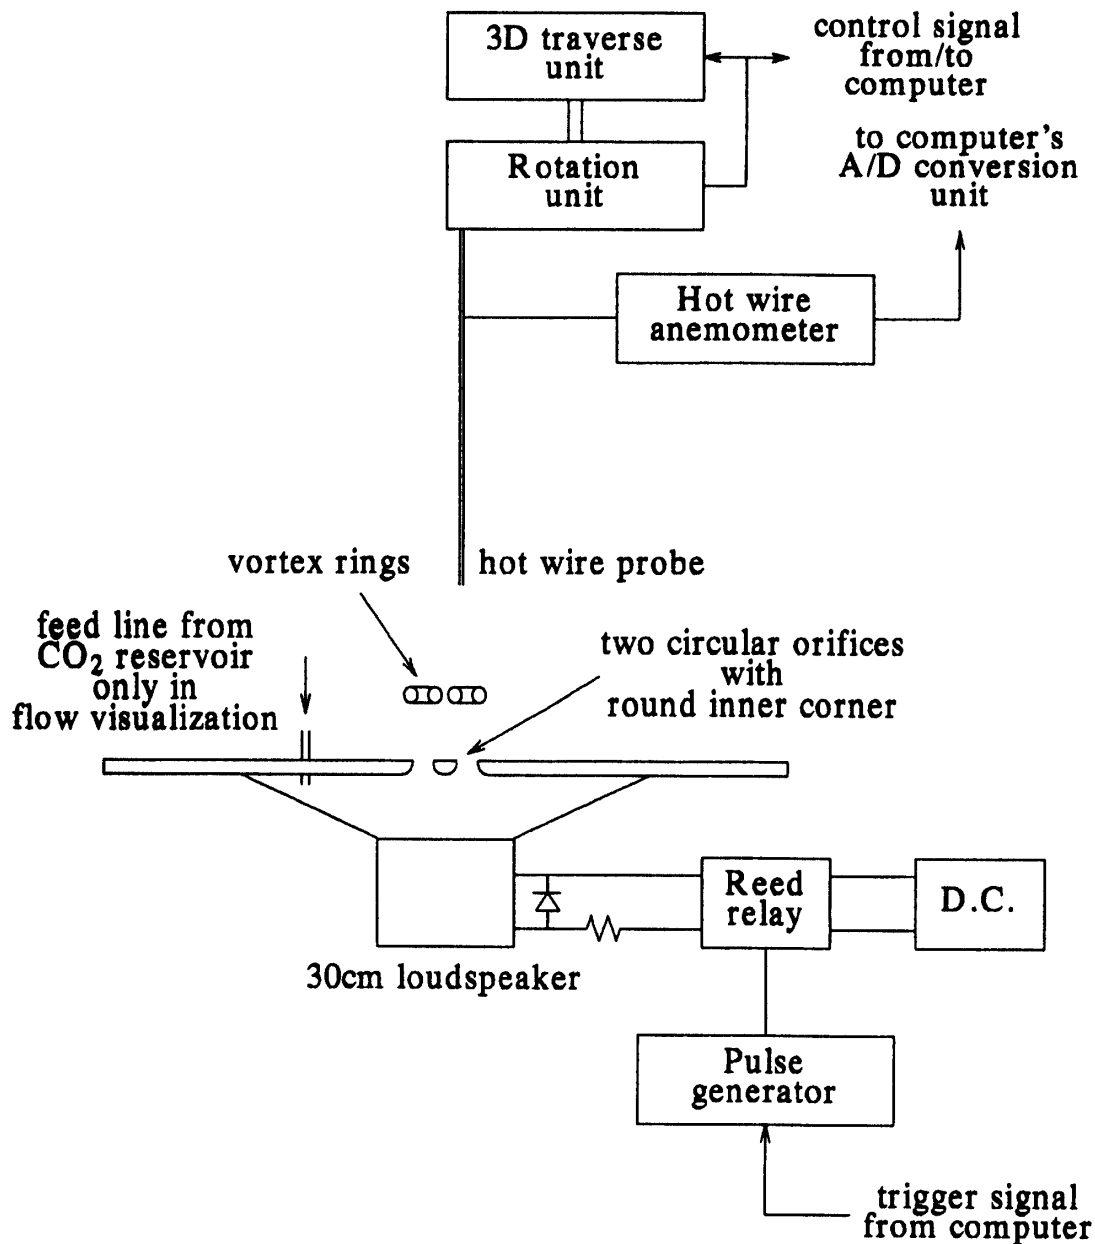 3D traverse
unit
control signal
from/to
computer
to computer's
A/D conversion
unit
Rotation
unit
Hot wire
anemometer
vortex rings
hot wire probe
feed line from
CO2 reservoir
only in
flow visualization
two circular orifices
with
round inner corner
Reed
relay
D.C.
30cm loudspeaker
Pulse
generator
trigger signal
from computer